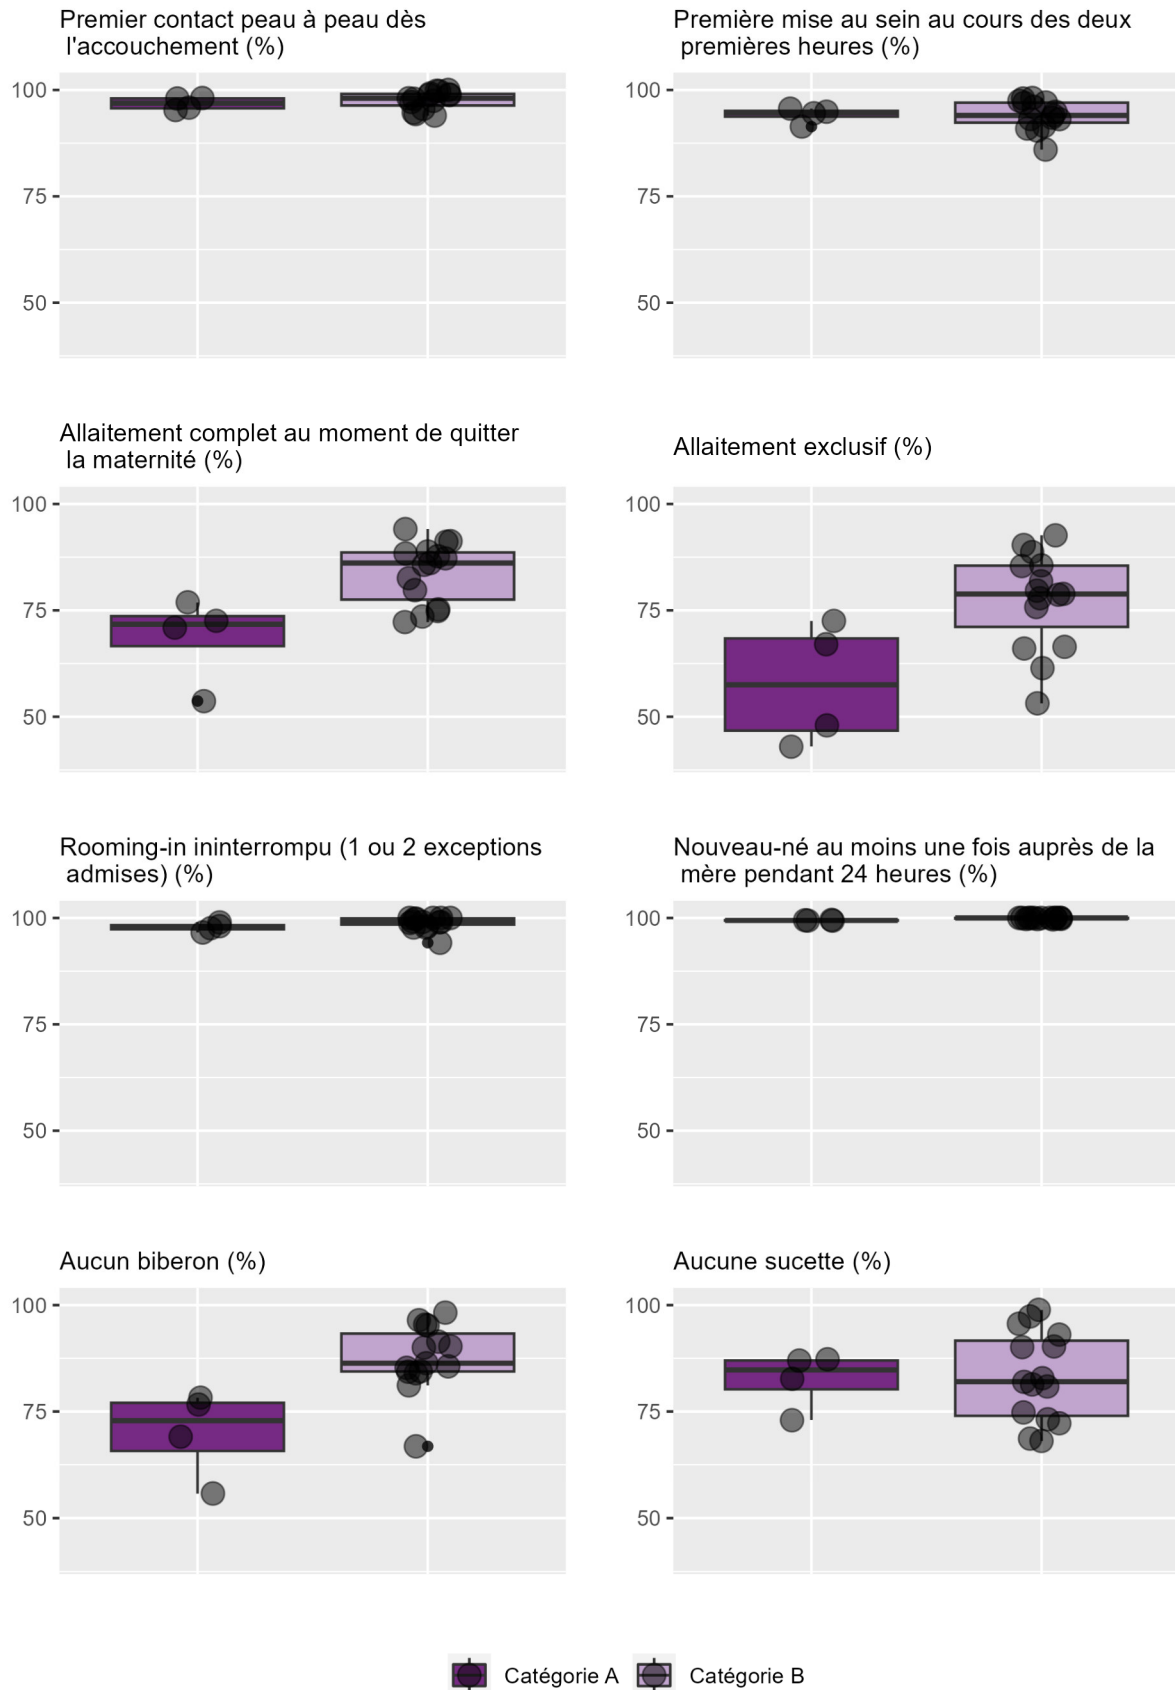 Premier contact peau à peau dès
l'accouchement (%)
100
75
50
Première mise au sein au cours des deux
premières heures (%)
100
75
50
Allaitement complet au moment de quitter
la maternité (%)
100
75
50
Allaitement exclusif (%)
100
75
50
Rooming-in ininterrompu (1 ou 2 exceptions
admises) (%)
100
75
50
Nouveau-né au moins une fois auprès de la
mère pendant 24 heures (%)
100
75
50
Aucun biberon (%)
100
75
50
Aucune sucette (%)
100
75
50
Catégorie A Catégorie B